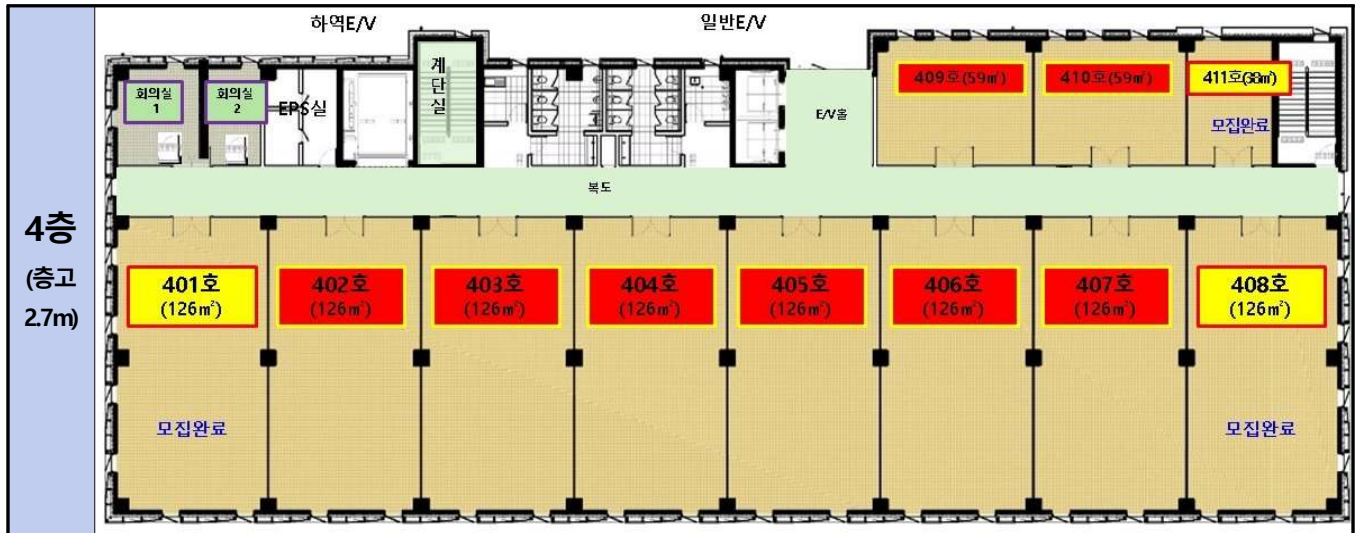 하역E/V
일반E/V
회의실
1
회의실
2
EPS실
계단실
E/V홀
409호(59㎡)
410호(59㎡)
411호(38㎡)
모집완료
복도
4층
(층고
2.7m)
401호
(126㎡)
402호
(126㎡)
403호
(126㎡)
404호
(126㎡)
405호
(126㎡)
406호
(126㎡)
407호
(126㎡)
408호
(126㎡)
모집완료
모집완료